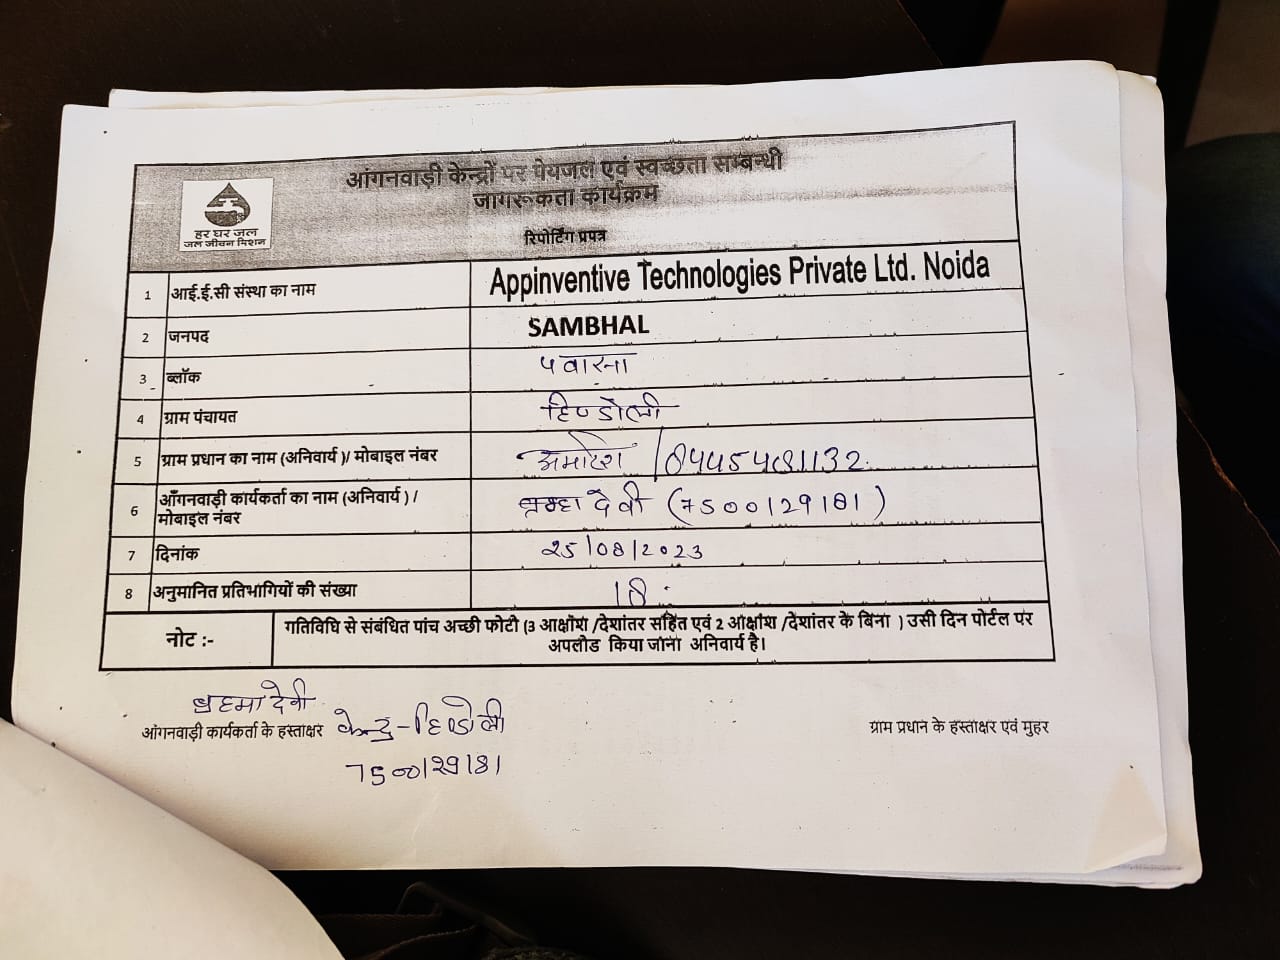 आंगनवाड़ी केन्द्रों पर पेयजल एवं स्वच्छता सम्बन्धी
जागरूकता कार्यक्रम
हर घर जल
जल जीवन मिशन
रिपोर्टिंग प्रपत्र
1 आई.ई.सी संस्था का नाम Appinventive Technologies Private Ltd. Noida
2 जनपद SAMBHAL
3 ब्लॉक पवासा
4 ग्राम पंचायत हिण्डोली
5 ग्राम प्रधान का नाम (अनिवार्य )/ मोबाइल नंबर
6 आँगनवाड़ी कार्यकर्ता का नाम (अनिवार्य ) / ब्रम्हा देवी (7500129181)
मोबाइल नंबर
7 दिनांक 25/08/2023
8 अनुमानित प्रतिभागियों की संख्या 18
नोट :- गतिविधि से संबंधित पांच अच्छी फोटो (3 आक्षांश /देशांतर सहित एवं 2 आक्षांश /देशांतर के बिना ) उसी दिन पोर्टल पर
अपलोड किया जाना अनिवार्य है।
ब्रहमा देवी
आंगनवाड़ी कार्यकर्ता के हस्ताक्षर केन्द्र - हिण्डोली ग्राम प्रधान के हस्ताक्षर एवं मुहर
7500129181